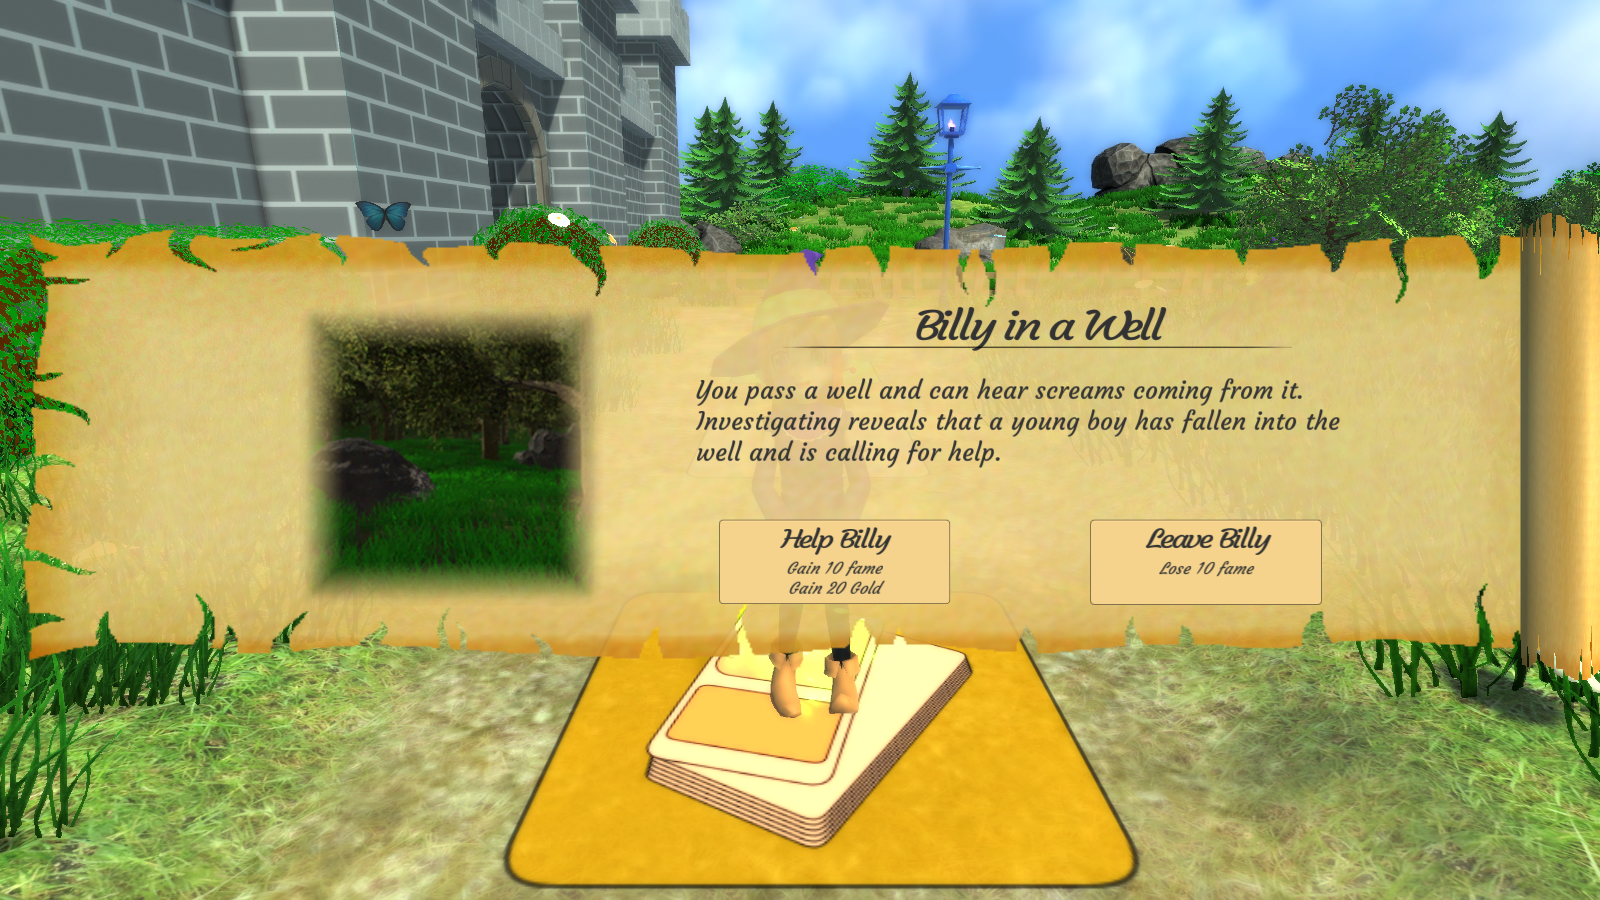 Billy in a Well
You pass a well and can hear screams coming from it.
Investigating reveals that a young boy has fallen into the
well and is calling for help.
Help Billy
Gain 10 fame
Gain 20 Gold
Leave Billy
Lose 10 fame